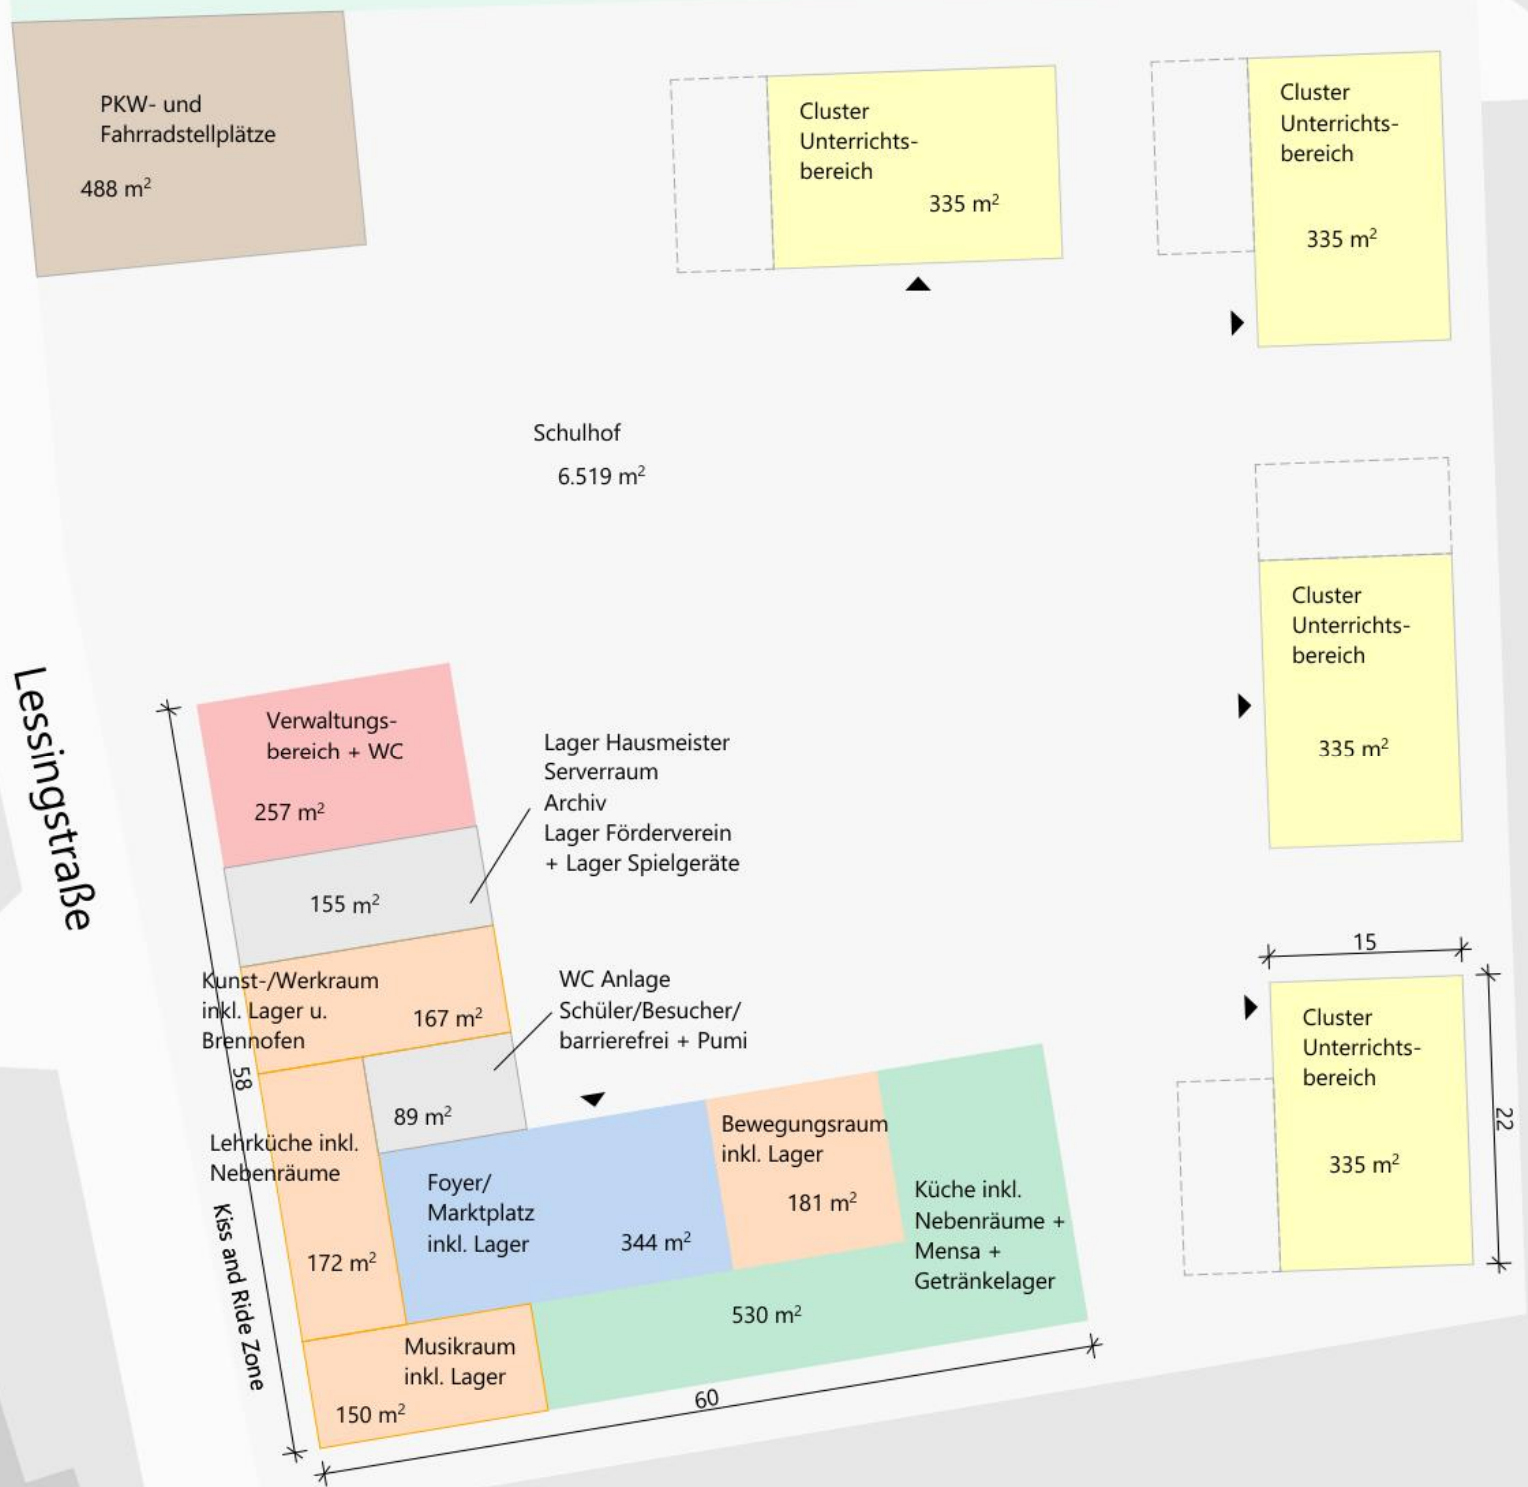 PKW- und
Fahrradstellplätze
488 m²
Cluster
Unterrichts-
bereich
335 m²
Cluster
Unterrichts-
bereich
335 m²
Schulhof
6.519 m²
Cluster
Unterrichts-
bereich
335 m²
Lessingstraße
Verwaltungs-
bereich + WC
257 m²
Lager Hausmeister
Serverraum
Archiv
Lager Förderverein
+ Lager Spielgeräte
155 m²
Kunst-/Werkraum
inkl. Lager u.
Brennofen
167 m²
WC Anlage
Schüler/Besucher/
barrierefrei + Pumi
58
89 m²
Lehrküche inkl.
Nebenräume
172 m²
Foyer/
Marktplatz
inkl. Lager
344 m²
Bewegungsraum
inkl. Lager
181 m²
Küche inkl.
Nebenräume +
Mensa +
Getränkelager
530 m²
Kiss and Ride Zone
Musikraum
inkl. Lager
150 m²
60
15
Cluster
Unterrichts-
bereich
335 m²
22